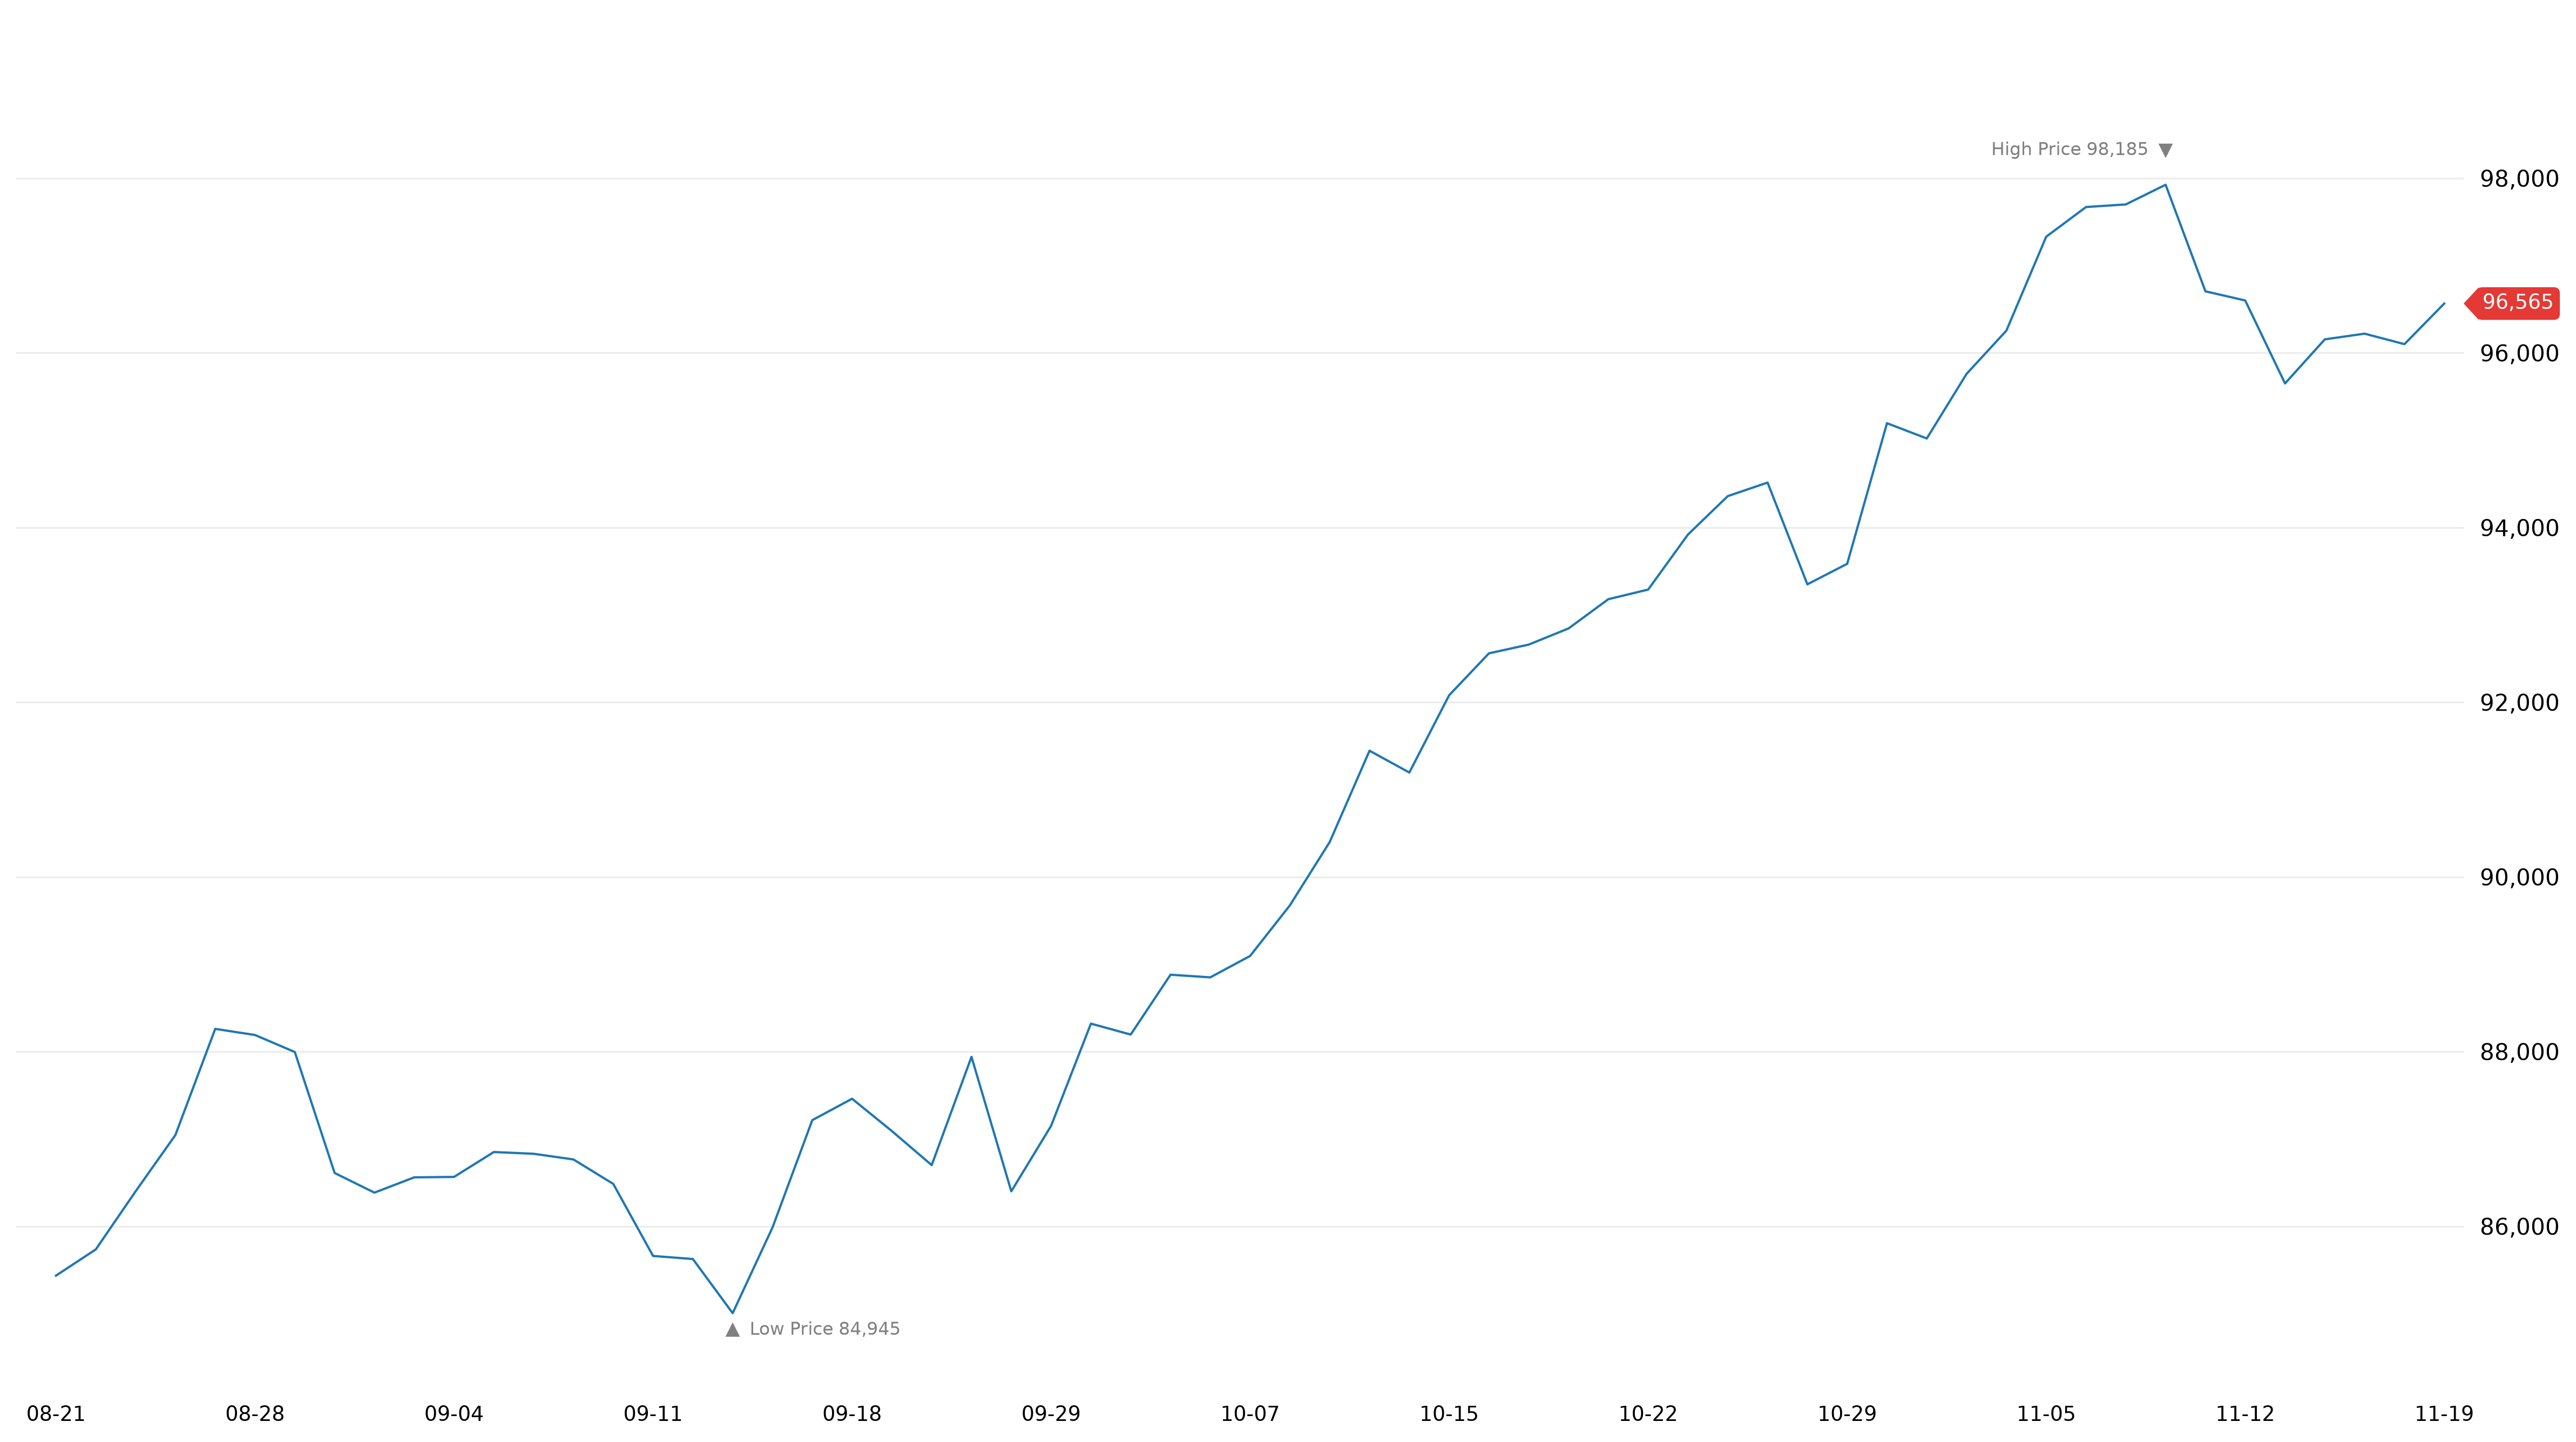 High Price 98,185 ▼
98,000
96,565
96,000
94,000
92,000
90,000
88,000
86,000
▲ Low Price 84,945
08-21 08-28 09-04 09-11 09-18 09-29 10-07 10-15 10-22 10-29 11-05 11-12 11-19